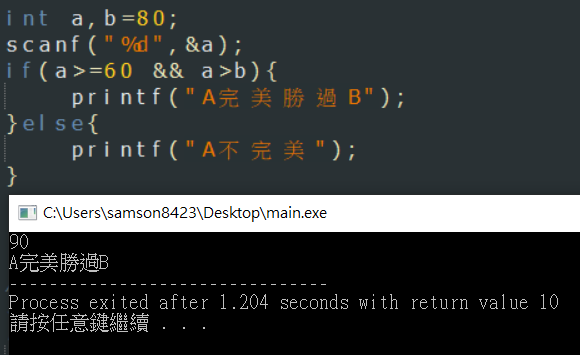 int a,b=80;
scanf("%d",&a);
if(a>=60 && a>b){
printf("A完美勝過B");
}else{
printf("A不完美");
}
C:\Users\samson8423\Desktop\main.exe
90
A完美勝過B
--------------------------------
Process exited after 1.204 seconds with return value 10
請按任意鍵繼續 . . .